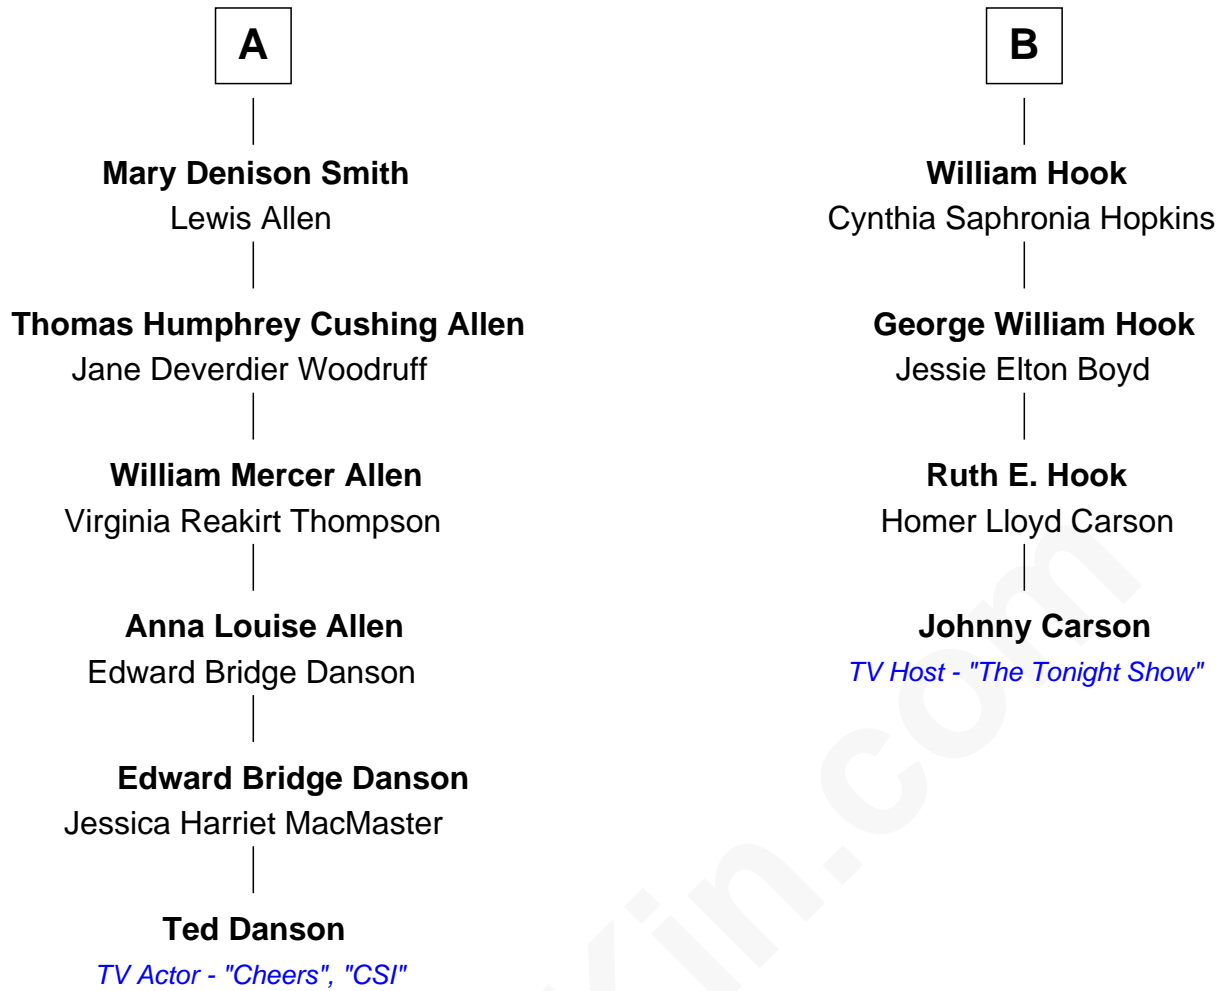 A
Mary Denison Smith
Lewis Allen
Thomas Humphrey Cushing Allen
Jane Deverdier Woodruff
William Mercer Allen
Virginia Reakirt Thompson
Anna Louise Allen
Edward Bridge Danson
Edward Bridge Danson
Jessica Harriet MacMaster
Ted Danson
TV Actor - "Cheers", "CSI"
B
William Hook
Cynthia Saphronia Hopkins
George William Hook
Jessie Elton Boyd
Ruth E. Hook
Homer Lloyd Carson
Johnny Carson
TV Host - "The Tonight Show"